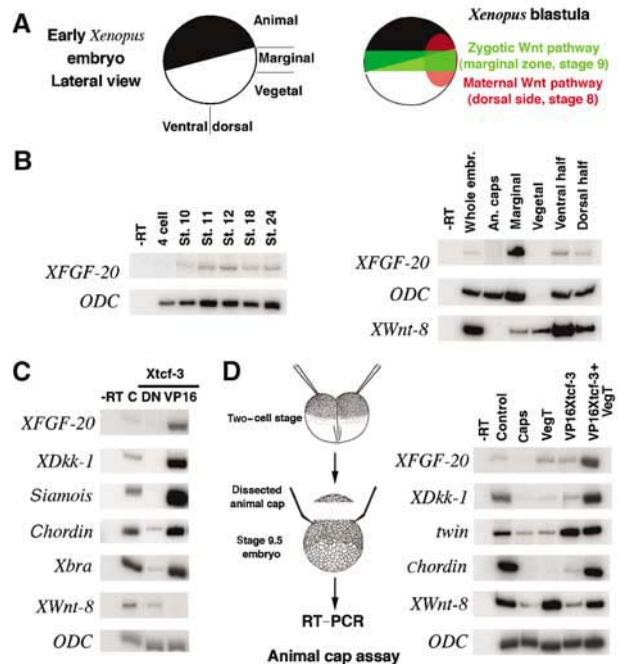 A
Early Xenopus
embryo
Lateral view
Animal
Marginal
Vegetal
Ventral dorsal
Xenopus blastula
Zygotic Wnt pathway
(marginal zone, stage 9)
Maternal Wnt pathway
(dorsal side, stage 8)
B
-RT
4 cell
St. 10
St. 11
St. 12
St. 18
St. 24
XFGF-20
ODC
-RT
Whole embr.
An. caps
Marginal
Vegetal
Ventral half
Dorsal half
XFGF-20
ODC
XWnt-8
C
Xtcf-3
-RT C DN VP16
XFGF-20
XDkk-1
Siamois
Chordin
Xbra
XWnt-8
ODC
D
Two-cell stage
Dissected
animal cap
Stage 9.5
embryo
RT-PCR
Animal cap assay
-RT
Control
Caps
VegT
VP16Xtcf-3
VP16Xtcf-3+
VegT
XFGF-20
XDkk-1
twin
Chordin
XWnt-8
ODC